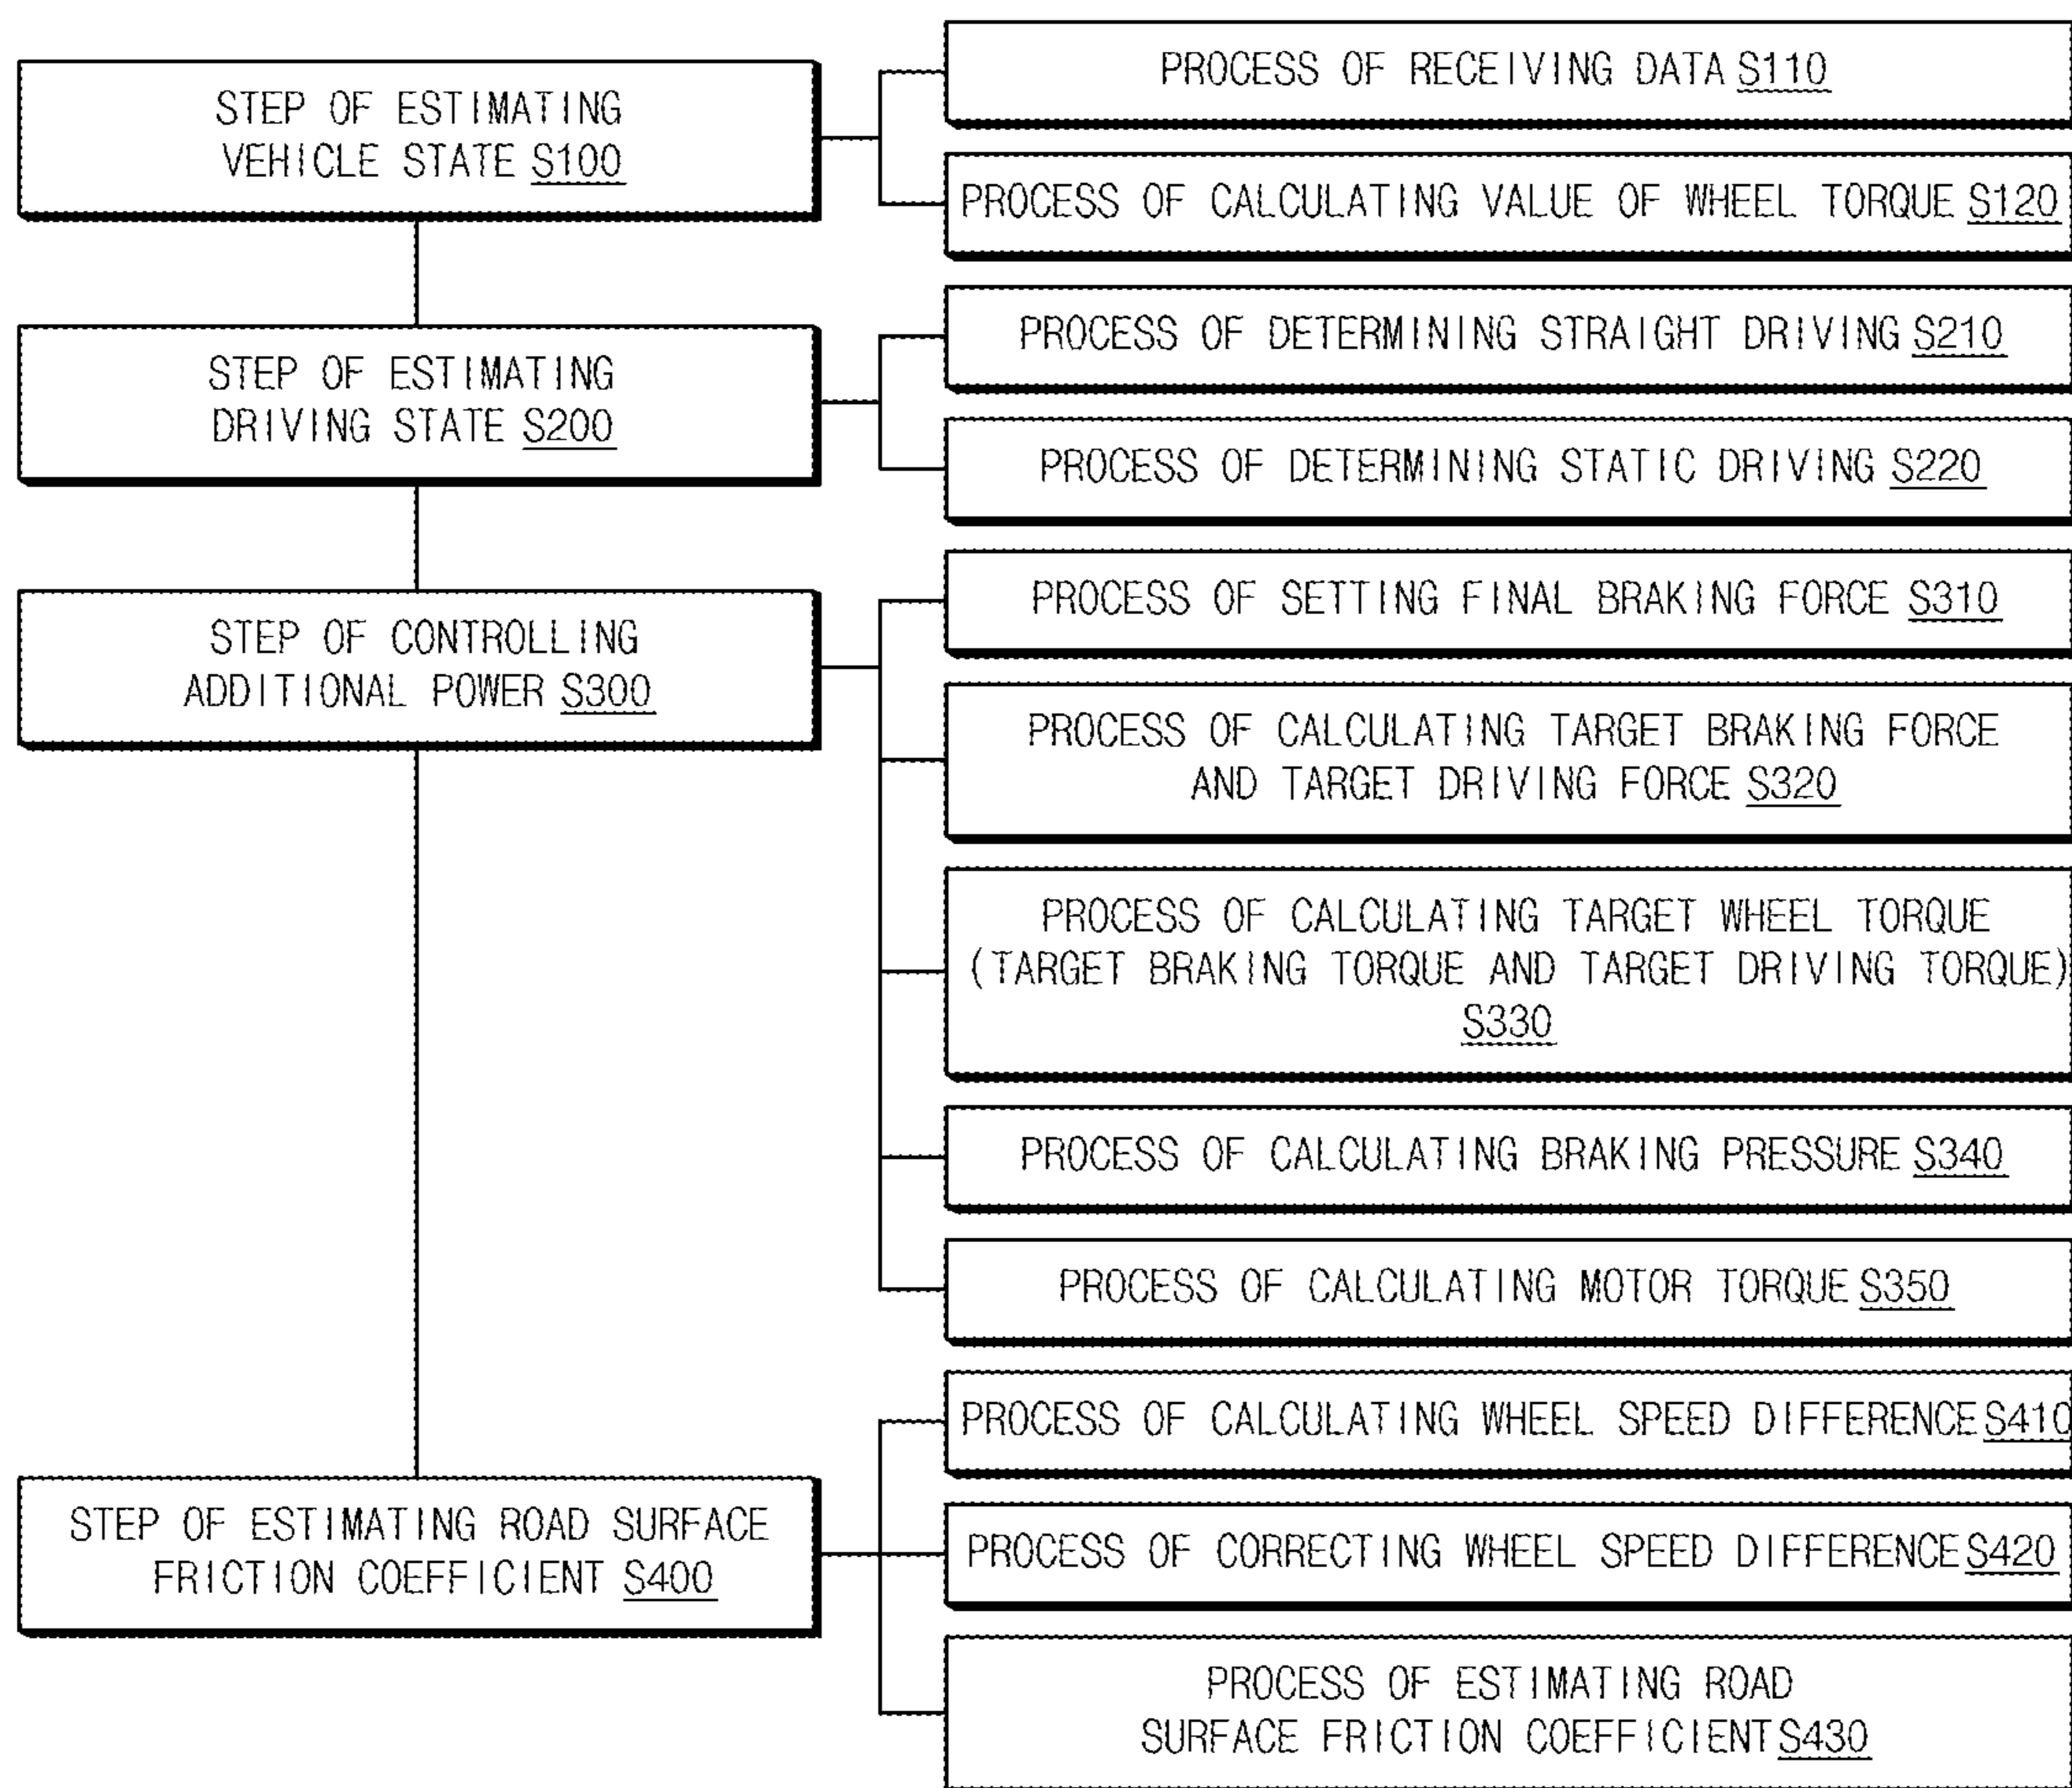 STEP OF ESTIMATING
VEHICLE STATE S100
PROCESS OF RECEIVING DATA S110
PROCESS OF CALCULATING VALUE OF WHEEL TORQUE S120
STEP OF ESTIMATING
DRIVING STATE S200
PROCESS OF DETERMINING STRAIGHT DRIVING S210
PROCESS OF DETERMINING STATIC DRIVING S220
STEP OF CONTROLLING
ADDITIONAL POWER S300
PROCESS OF SETTING FINAL BRAKING FORCE S310
PROCESS OF CALCULATING TARGET BRAKING FORCE
AND TARGET DRIVING FORCE S320
PROCESS OF CALCULATING TARGET WHEEL TORQUE
(TARGET BRAKING TORQUE AND TARGET DRIVING TORQUE)
S330
PROCESS OF CALCULATING BRAKING PRESSURE S340
PROCESS OF CALCULATING MOTOR TORQUE S350
STEP OF ESTIMATING ROAD SURFACE
FRICTION COEFFICIENT S400
PROCESS OF CALCULATING WHEEL SPEED DIFFERENCE S410
PROCESS OF CORRECTING WHEEL SPEED DIFFERENCE S420
PROCESS OF ESTIMATING ROAD
SURFACE FRICTION COEFFICIENT S430